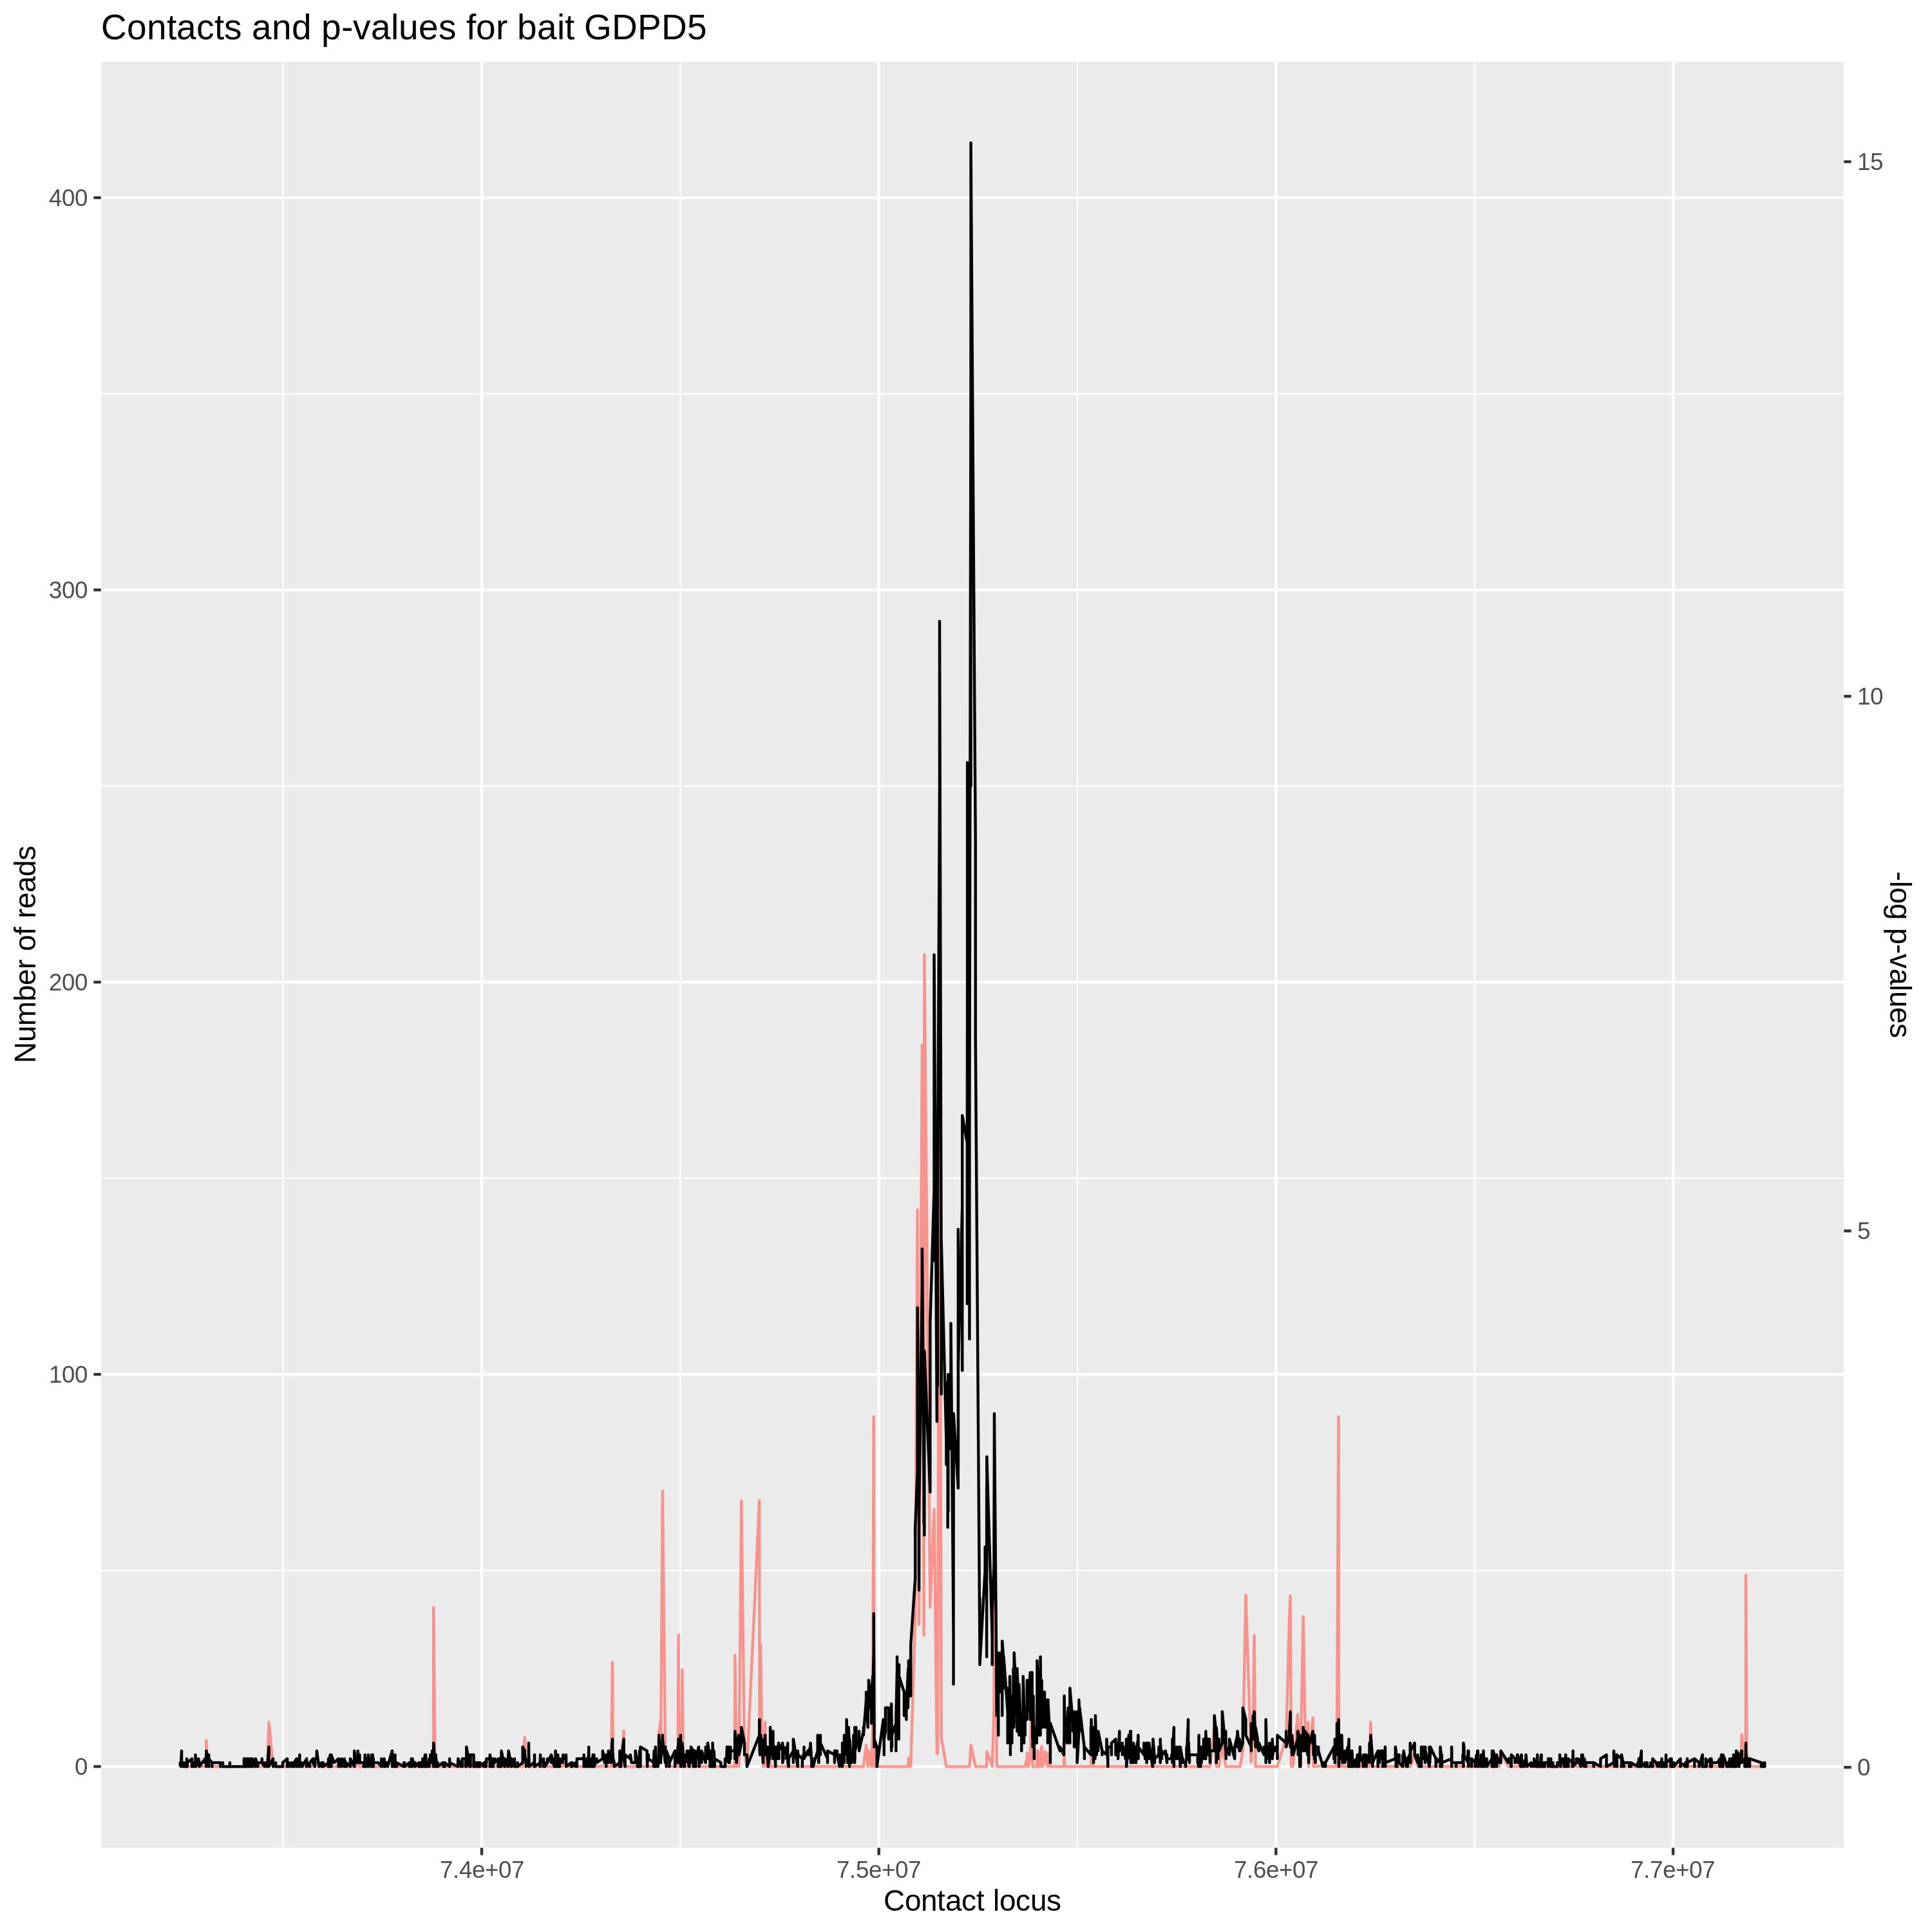 Contacts and p-values for bait GDPD5
400
300
200
100
0
Number of reads
15
10
5
0
-log p-values
7.4e+07
7.5e+07
7.6e+07
7.7e+07
Contact locus